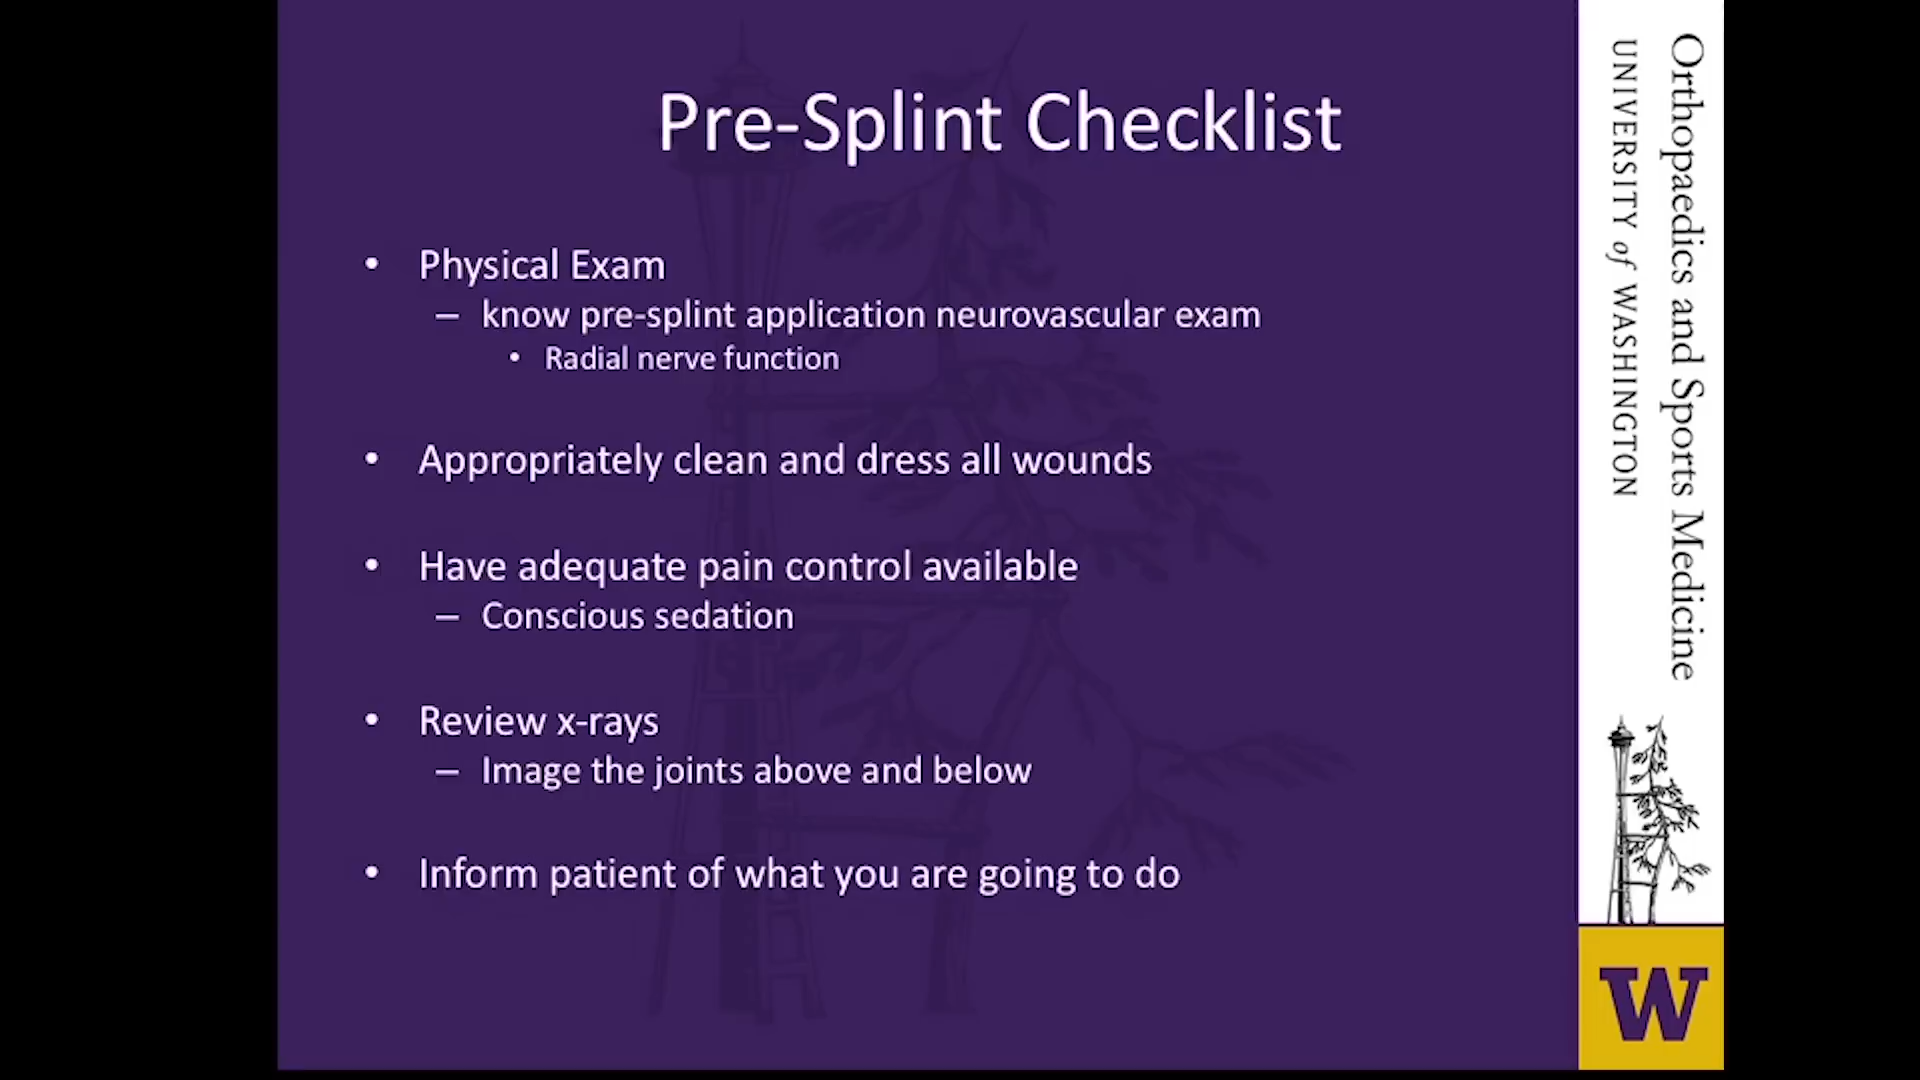 Pre-Splint Checklist
• Physical Exam
– know pre-splint application neurovascular exam
• Radial nerve function
• Appropriately clean and dress all wounds
• Have adequate pain control available
– Conscious sedation
• Review x-rays
– Image the joints above and below
• Inform patient of what you are going to do
Orthopaedics and Sports Medicine
UNIVERSITY of WASHINGTON
W